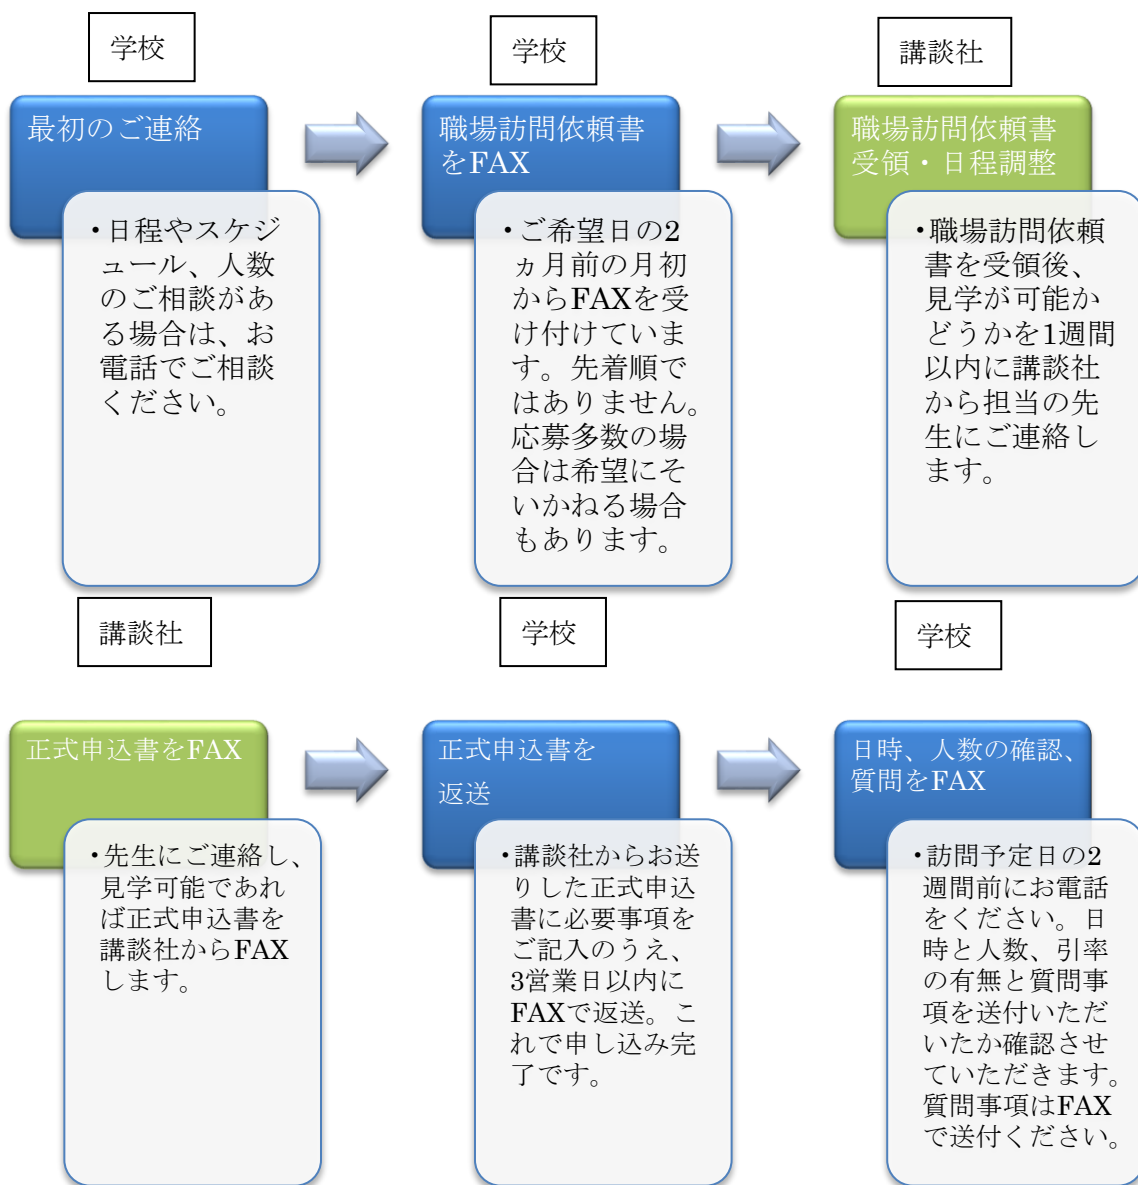 学校
最初のご連絡
・日程やスケジ
ュール、人数
のご相談があ
る場合は、お
電話でご相談
ください。
学校
職場訪問依頼書
をFAX
・ご希望日の2
ヵ月前の月初
からFAXを受
け付けていま
す。先着順で
はありません。
応募多数の場
合は希望にそ
いかねる場合
もあります。
講談社
職場訪問依頼書
受領・日程調整
・職場訪問依頼
書を受領後、
見学が可能か
どうかを1週間
以内に講談社
から担当の先
生にご連絡し
ます。
講談社
正式申込書をFAX
・先生にご連絡し、
見学可能であれ
ば正式申込書を
講談社からFAX
します。
学校
正式申込書を
返送
・講談社からお送
りした正式申込
書に必要事項を
ご記入のうえ、
3営業日以内に
FAXで返送。こ
れで申し込み完
了です。
学校
日時、人数の確認、
質問をFAX
・訪問予定日の2
週間前にお電話
をください。日
時と人数、引率
の有無と質問事
項を送付いただ
いたか確認させ
ていただきます。
質問事項はFAX
で送付ください。